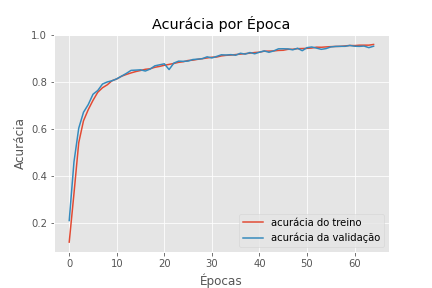 Acurácia por Época
1.0
0.8
0.6
0.4
0.2
Acurácia
acurácia do treino
acurácia da validação
0 10 20 30 40 50 60
Épocas